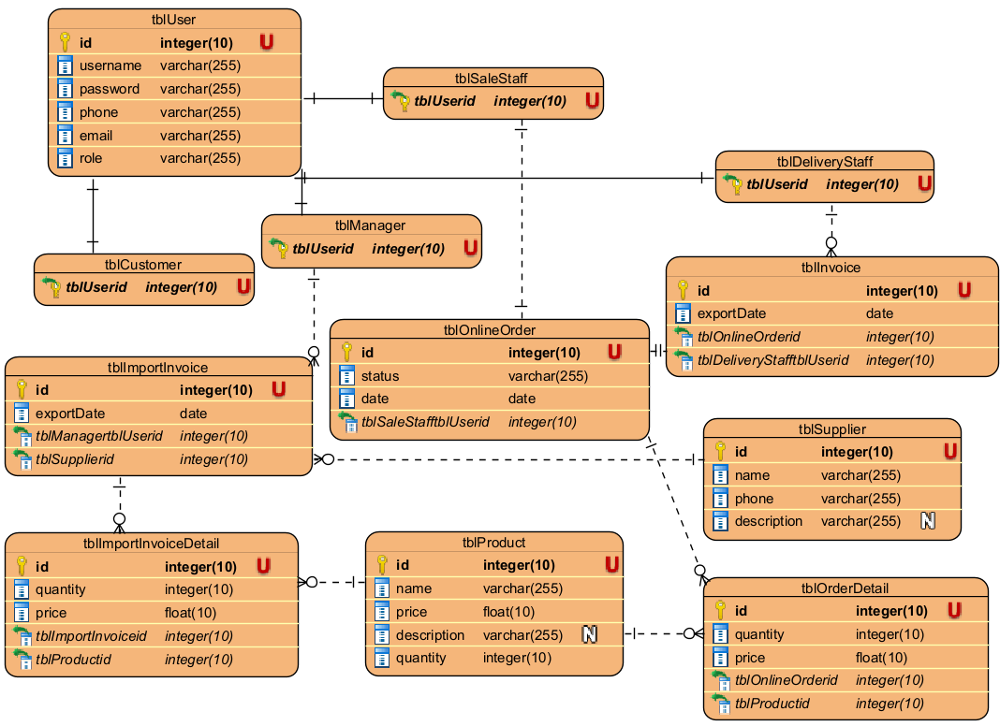 tblUser
id integer(10) U
username varchar(255)
password varchar(255)
phone varchar(255)
email varchar(255)
role varchar(255)
tblSaleStaff
tblUserid integer(10) U
tblDeliveryStaff
tblUserid integer(10) U
tblManager
tblUserid integer(10) U
tblCustomer
tblUserid integer(10) U
tblInvoice
id integer(10) U
exportDate date
tblOnlineOrderid integer(10)
tblDeliveryStafftblUserid integer(10)
tblOnlineOrder
id integer(10) U
status varchar(255)
date date
tblSaleStafftblUserid integer(10)
tblImportInvoice
id integer(10) U
exportDate date
tblManagertblUserid integer(10)
tblSupplierid integer(10)
tblSupplier
id integer(10) U
name varchar(255)
phone varchar(255)
description varchar(255) N
tblImportInvoiceDetail
id integer(10) U
quantity integer(10)
price float(10)
tblImportInvoiceid integer(10)
tblProductid integer(10)
tblProduct
id integer(10) U
name varchar(255)
price float(10)
description varchar(255) N
quantity integer(10)
tblOrderDetail
id integer(10) U
quantity integer(10)
price float(10)
tblOnlineOrderid integer(10)
tblProductid integer(10)